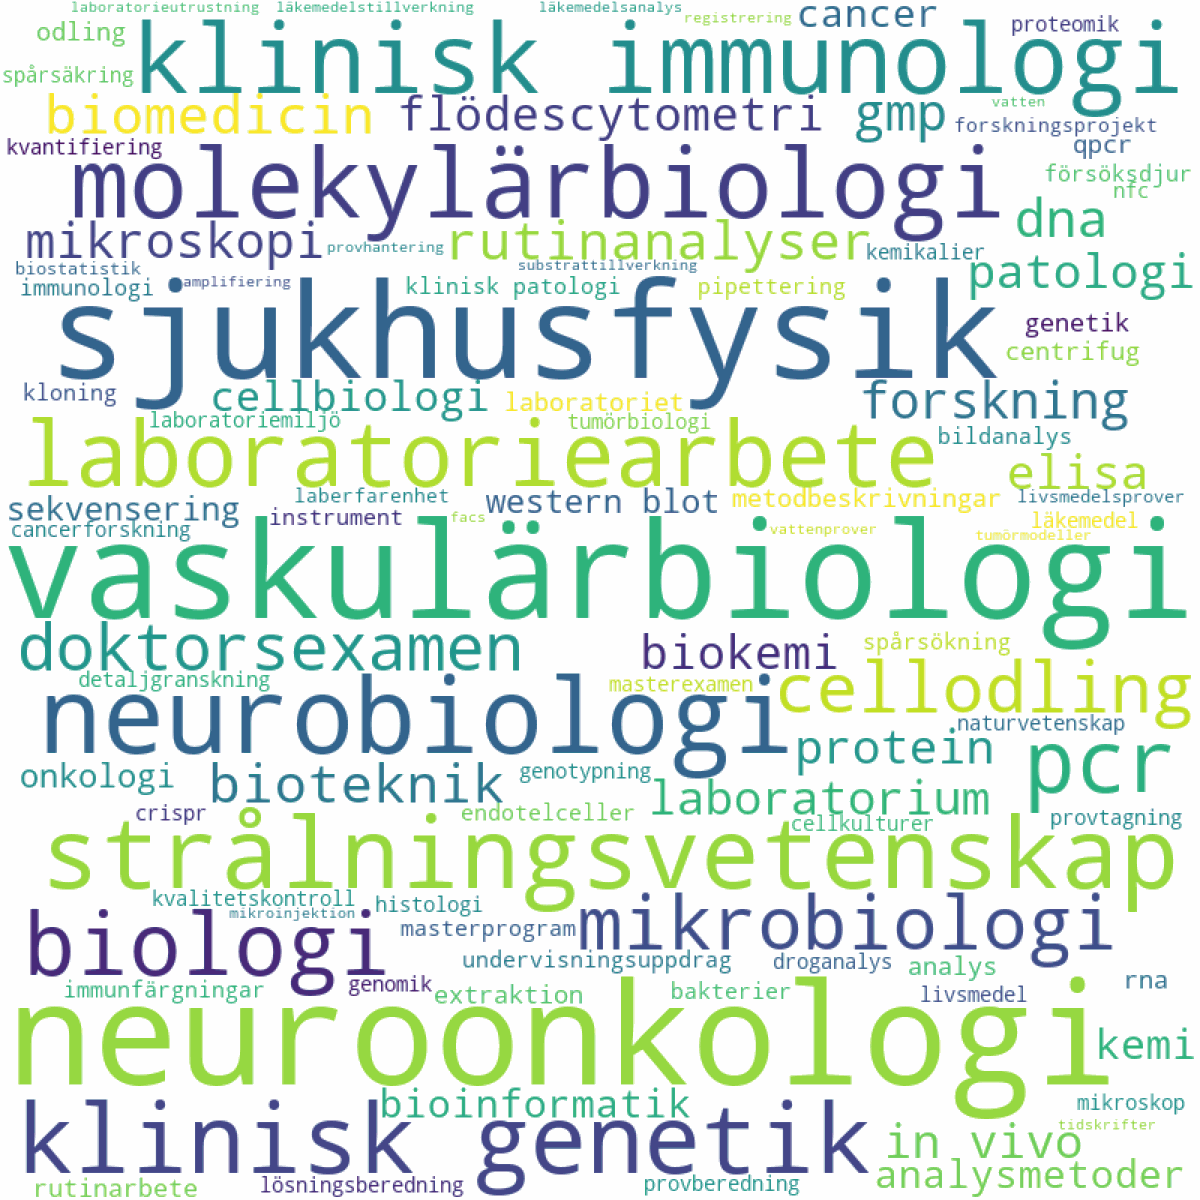 laboratorieutrustning läkemedelstillverkning läkemedelsanalys registrering cancer proteomik
odling klinisk immunologi
spårsäkring
biomedicin flödescytometri gmp vatten forskningsprojekt
kvantifiering molekylärbiologi qpcr
försöksdjur
nfc
mikroskopi provhantering rutinanalyser kemikalier dna
biostatistik amplifiering substrattillverkning patologi
immunologi klinisk patologi pipettering
sjukhusfysik genetik
centrifug
kloning cellbiologi laboratoriet forskning
laboratoriemiljö tumörbiologi bildanalys
laboratoriearbete elisa
sekvensering laberfarenhet western blot metodbeskrivningar livsmedelsprover
cancerforskning instrument facs vattenprover läkemedel tumörmodeller
vaskulärbiologi
doktorsexamen biokemi spårsökning
detaljgranskning masterexamen cellodling
neurobiologi naturvetenskap
protein pcr
onkologi bioteknik genotypning laboratorium
crispr endotelceller cellkulturer provtagning
strålningsvetenskap
kvalitetskontroll mikroinjektion histologi mikrobiologi
biologi masterprogram
undervisningsuppdrag droganalys analys rna
immunfärgningar genomik extraktion bakterier livsmedel
neuroonkologi kemi
bioinformatik mikroskop
klinisk genetik in vivo tidskrifter
rutinarbete lösningsberedning provberedning analysmetoder